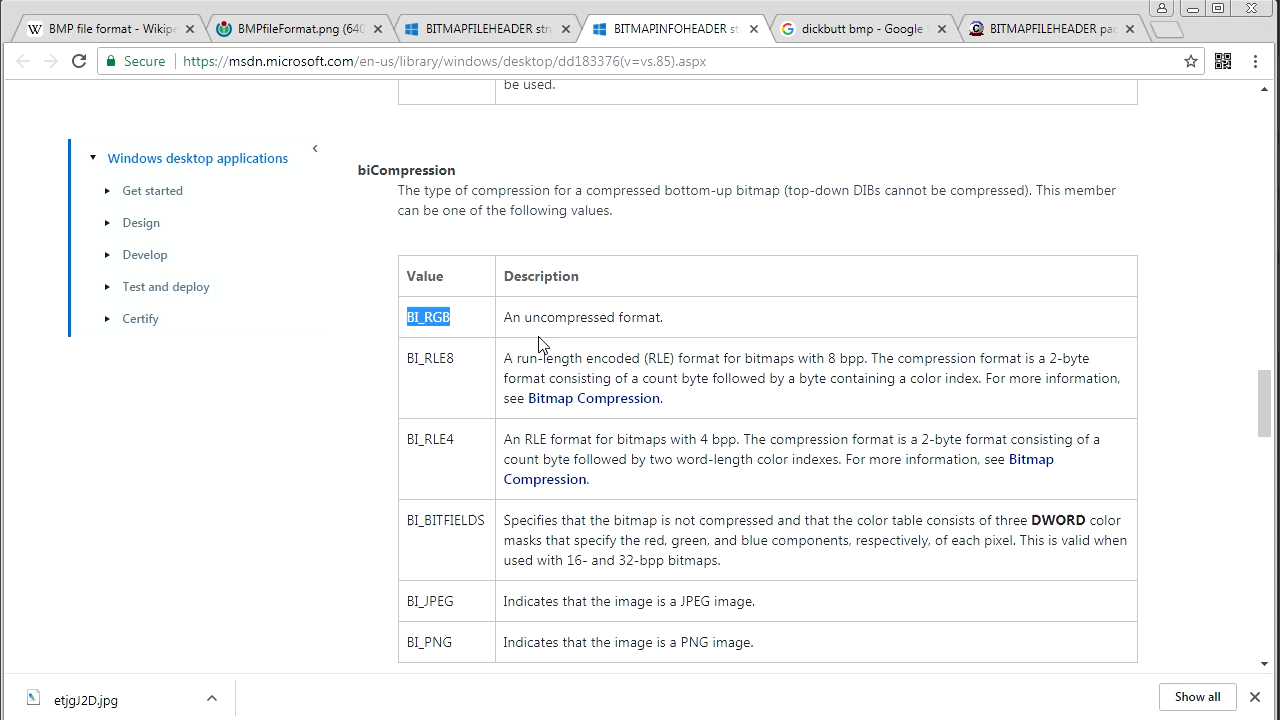 BMP file format - Wikipe
BMPfileFormat.png (640
BITMAPFILEHEADER stru
BITMAPINFOHEADER st
dickbutt bmp - Google S
BITMAPFILEHEADER pac
Secure
https://msdn.microsoft.com/en-us/library/windows/desktop/dd183376(v=vs.85).aspx
be used.
Windows desktop applications
Get started
Design
Develop
Test and deploy
Certify
biCompression
The type of compression for a compressed bottom-up bitmap (top-down DIBs cannot be compressed). This member
can be one of the following values.
Value Description
BI_RGB An uncompressed format.
BI_RLE8 A run-length encoded (RLE) format for bitmaps with 8 bpp. The compression format is a 2-byte
format consisting of a count byte followed by a byte containing a color index. For more information,
see Bitmap Compression.
BI_RLE4 An RLE format for bitmaps with 4 bpp. The compression format is a 2-byte format consisting of a
count byte followed by two word-length color indexes. For more information, see Bitmap
Compression.
BI_BITFIELDS Specifies that the bitmap is not compressed and that the color table consists of three DWORD color
masks that specify the red, green, and blue components, respectively, of each pixel. This is valid when
used with 16- and 32-bpp bitmaps.
BI_JPEG Indicates that the image is a JPEG image.
BI_PNG Indicates that the image is a PNG image.
etjgJ2D.jpg
Show all